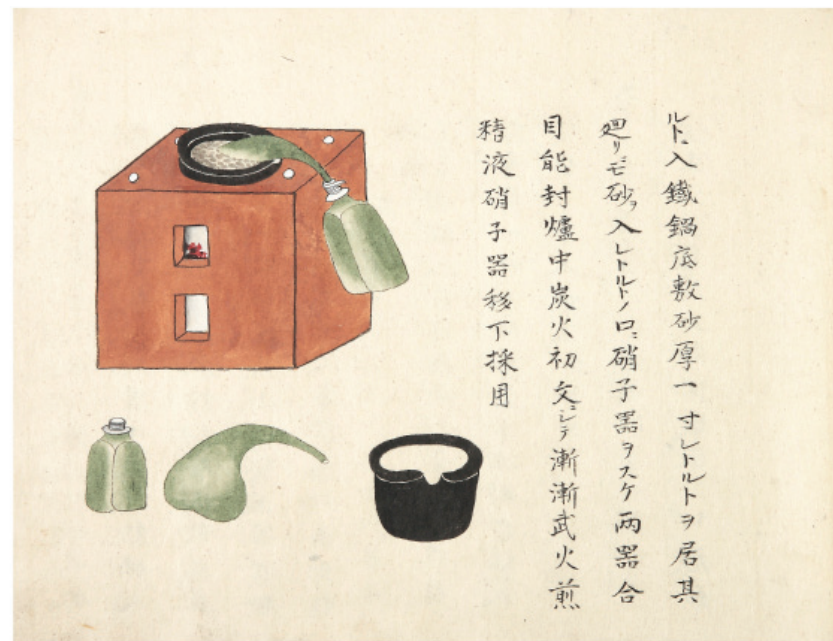 ルト入鐵鍋底敷砂厚一寸レトルトヲ居其
廻リモ砂ヲ入レトルトノ口ニ硝子器ヲスケ両器合
目能封爐中炭火初文ニシテ漸漸武火煎
精液硝子器移下採用